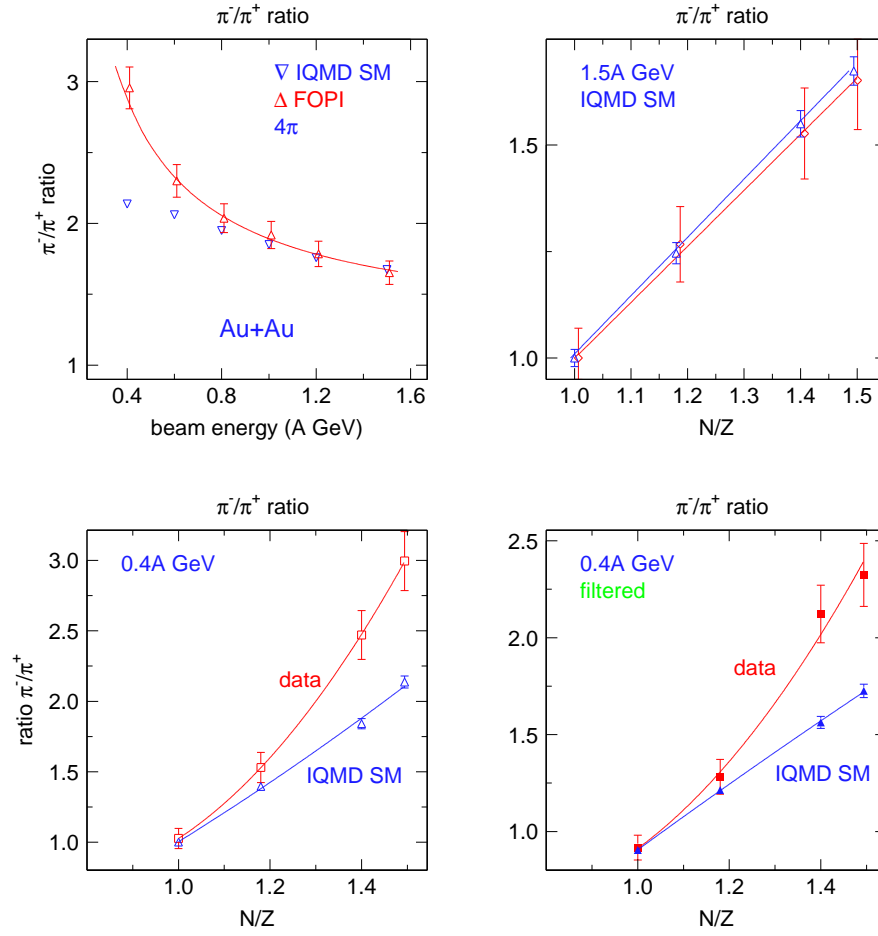 π⁻/π⁺ ratio
π⁻/π⁺ ratio
3
2
1
π⁻/π⁺ ratio
▽ IQMD SM
△ FOPI
4π
Au+Au
0.4 0.8 1.2 1.6
beam energy (A GeV)
1.5
1.0
1.5A GeV
IQMD SM
1.0 1.1 1.2 1.3 1.4 1.5
N/Z
π⁻/π⁺ ratio
π⁻/π⁺ ratio
3.0
2.5
2.0
1.5
1.0
ratio π⁻/π⁺
0.4A GeV
data
IQMD SM
1.0 1.2 1.4
N/Z
2.5
2.0
1.5
1.0
0.4A GeV
filtered
data
IQMD SM
1.0 1.2 1.4
N/Z